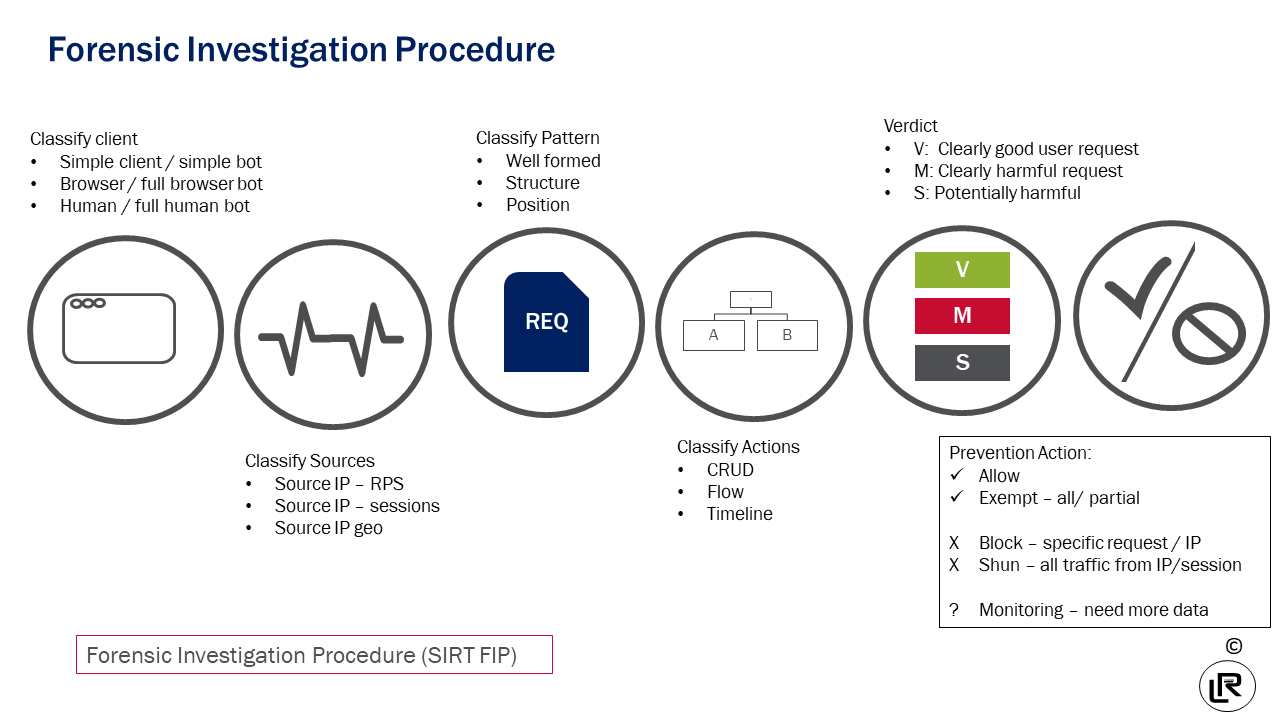 Forensic Investigation Procedure
Classify client
• Simple client / simple bot
• Browser / full browser bot
• Human / full human bot
Classify Sources
• Source IP – RPS
• Source IP – sessions
• Source IP geo
Classify Pattern
• Well formed
• Structure
• Position
REQ
A
B
Classify Actions
• CRUD
• Flow
• Timeline
Verdict
• V: Clearly good user request
• M: Clearly harmful request
• S: Potentially harmful
V
M
S
Prevention Action:
✓ Allow
✓ Exempt – all/ partial
X Block – specific request / IP
X Shun – all traffic from IP/session
? Monitoring – need more data
Forensic Investigation Procedure (SIRT FIP)
©